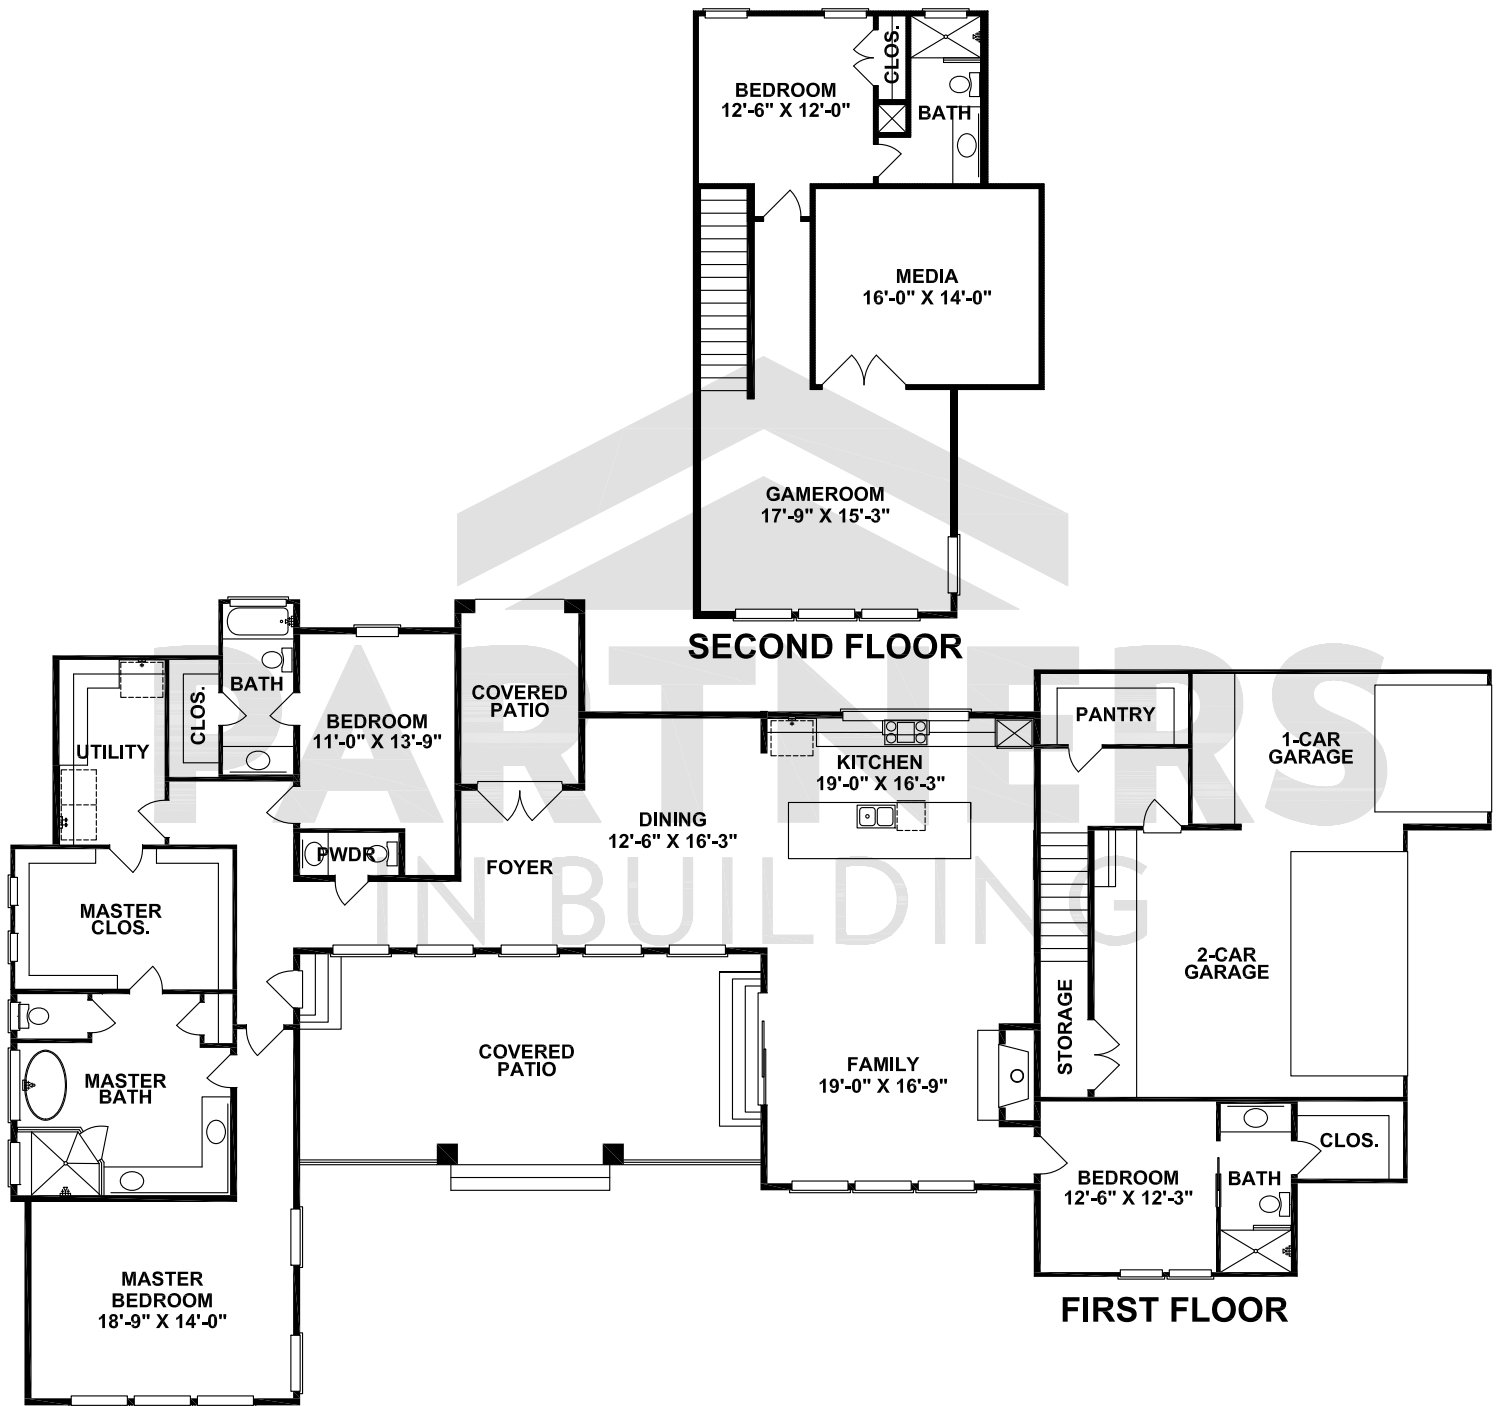 BEDROOM
12'-6" X 12'-0"
CLOS.
BATH
MEDIA
16'-0" X 14'-0"
GAMEROOM
17'-9" X 15'-3"
SECOND FLOOR
PARTNERS
IN BUILDING
UTILITY
CLOS.
BATH
BEDROOM
11'-0" X 13'-9"
COVERED
PATIO
PWDR
FOYER
DINING
12'-6" X 16'-3"
KITCHEN
19'-0" X 16'-3"
PANTRY
1-CAR
GARAGE
2-CAR
GARAGE
STORAGE
MASTER
CLOS.
MASTER
BATH
COVERED
PATIO
FAMILY
19'-0" X 16'-9"
BEDROOM
12'-6" X 12'-3"
BATH
CLOS.
MASTER
BEDROOM
18'-9" X 14'-0"
FIRST FLOOR